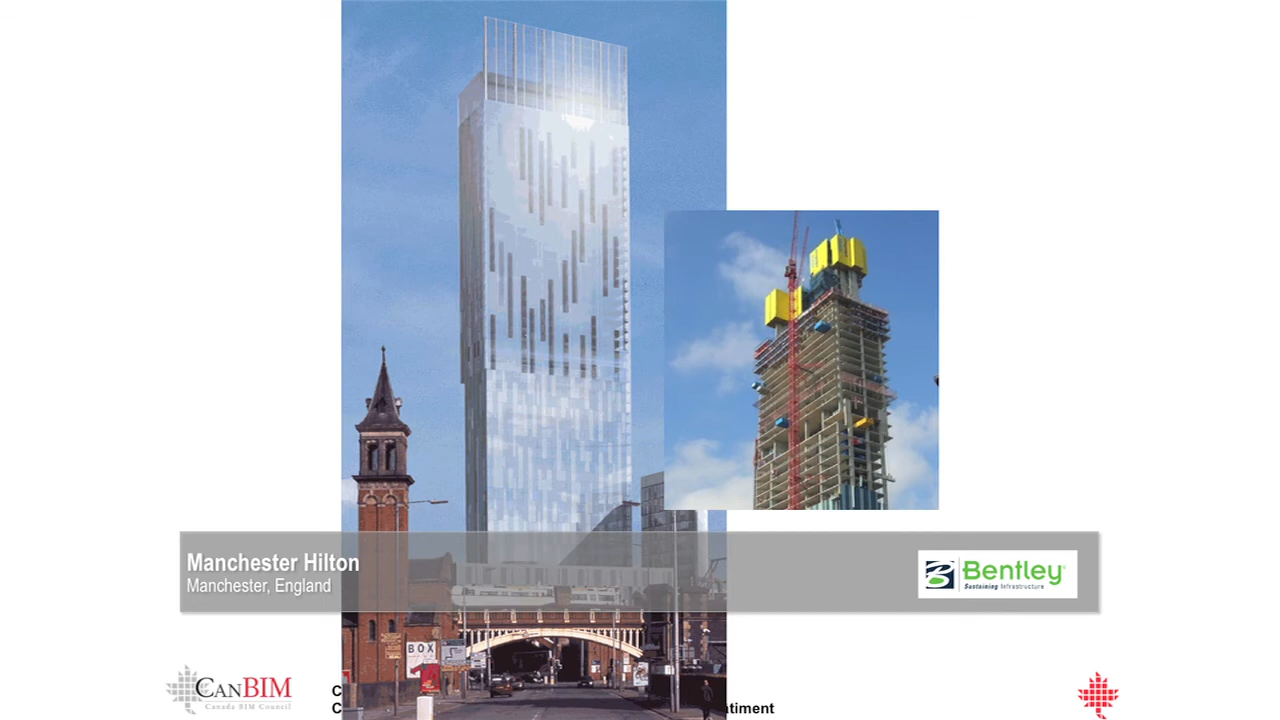 Manchester Hilton
Manchester, England
Bentley
Sustaining Infrastructure
BOX
CANBIM
Canada BIM Council